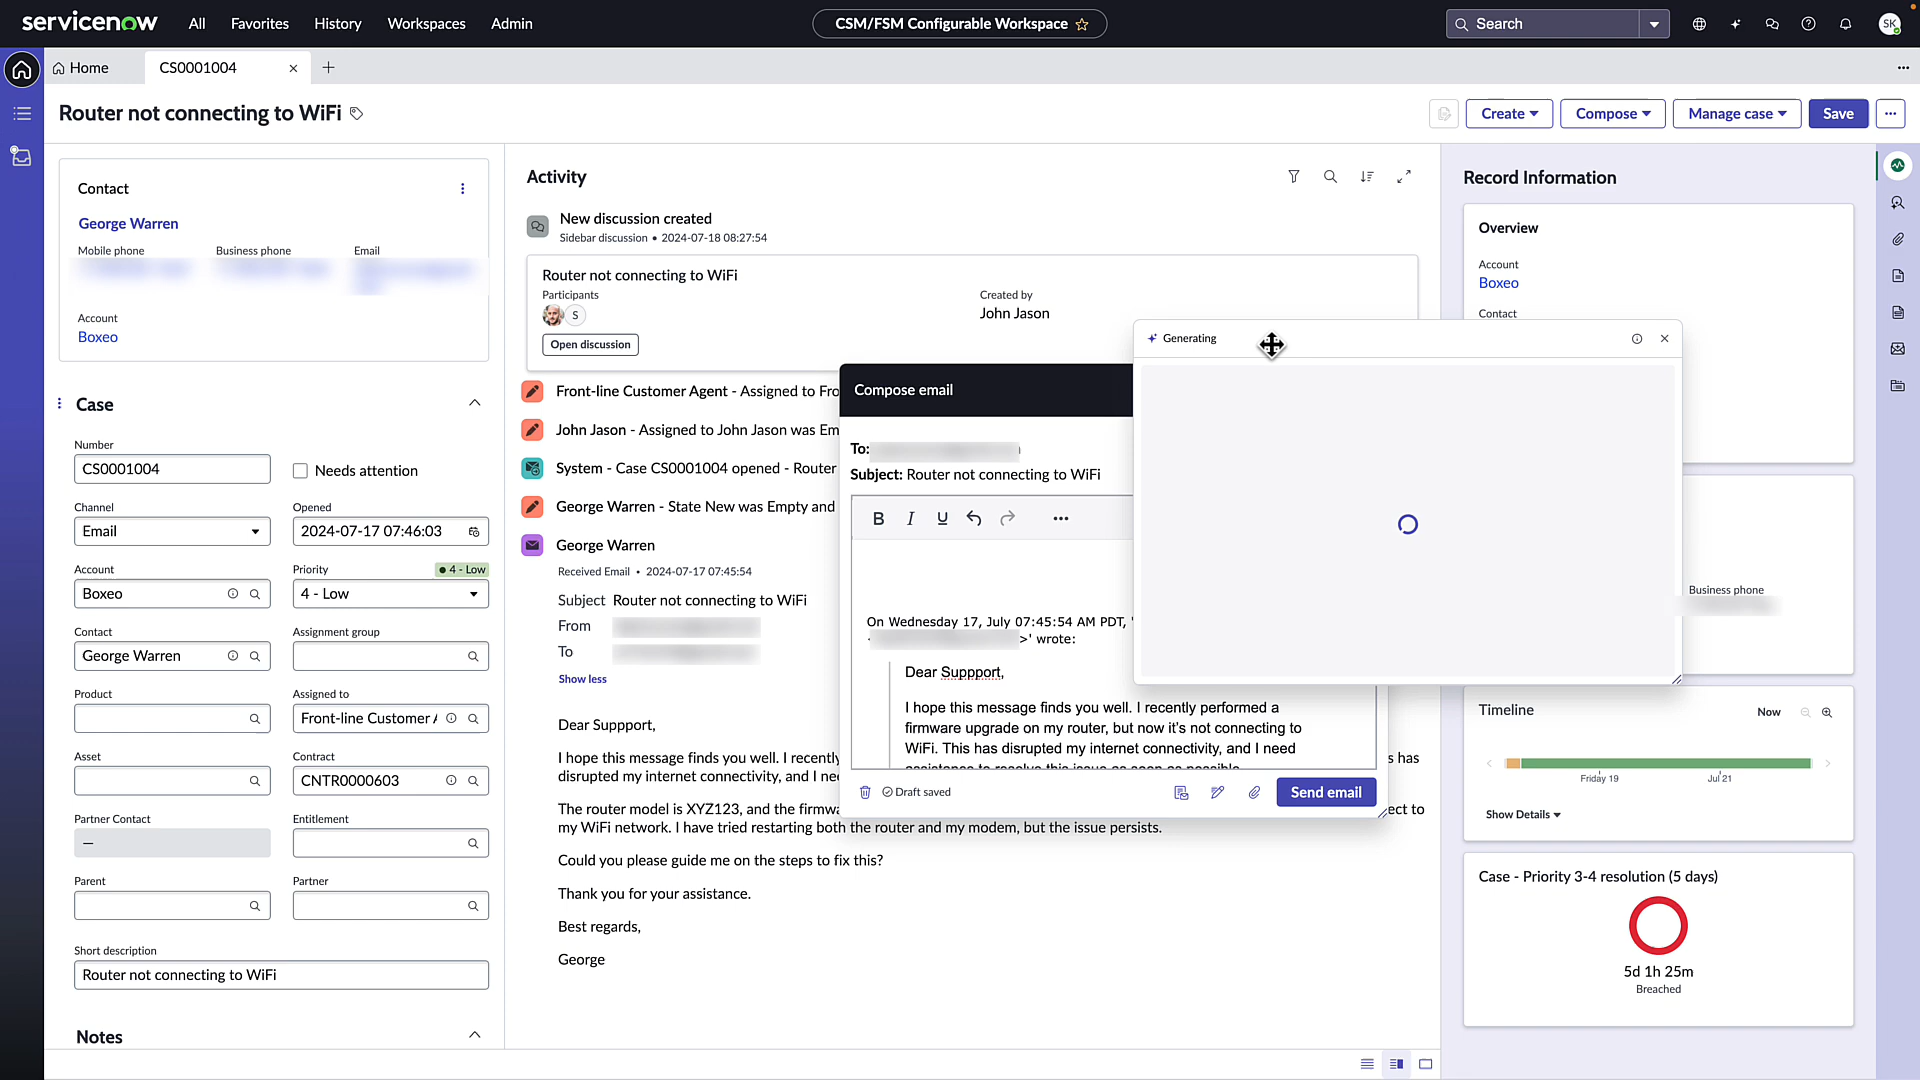 servicenow
All
Favorites
History
Workspaces
Admin
CSM/FSM Configurable Workspace
Search
SK
Home
CS0001004
Router not connecting to WiFi
Create
Compose
Manage case
Save
Contact
George Warren
Mobile phone
Business phone
Email
Account
Boxeo
Case
Number
CS0001004
Needs attention
Channel
Email
Opened
2024-07-17 07:46:03
Account
Boxeo
Priority
4 - Low
4 - Low
Contact
George Warren
Assignment group
Product
Assigned to
Front-line Customer
Asset
Contract
CNTR0000603
Partner Contact
—
Entitlement
Parent
Partner
Short description
Router not connecting to WiFi
Notes
Activity
New discussion created
Sidebar discussion • 2024-07-18 08:27:54
Router not connecting to WiFi
Participants
S
Created by
John Jason
Open discussion
Front-line Customer Agent - Assigned to Fro
John Jason - Assigned to John Jason was Em
System - Case CS0001004 opened - Router
George Warren - State New was Empty and
George Warren
Received Email • 2024-07-17 07:45:54
Subject Router not connecting to WiFi
From
To
Show less
Dear Suppport,
I hope this message finds you well. I recently
s has
disrupted my internet connectivity, and I nee
The router model is XYZ123, and the firmwa
ect to
my WiFi network. I have tried restarting both the router and my modem, but the issue persists.
Could you please guide me on the steps to fix this?
Thank you for your assistance.
Best regards,
George
Compose email
To:
Subject: Router not connecting to WiFi
B I U
On Wednesday 17, July 07:45:54 AM PDT, '
>' wrote:
Dear Suppport,
I hope this message finds you well. I recently performed a
firmware upgrade on my router, but now it's not connecting to
WiFi. This has disrupted my internet connectivity, and I need
assistance to resolve this issue as soon as possible.
Draft saved
Send email
Generating
Record Information
Overview
Account
Boxeo
Contact
Business phone
Timeline
Now
Friday 19
Jul 21
Show Details
Case - Priority 3-4 resolution (5 days)
5d 1h 25m
Breached